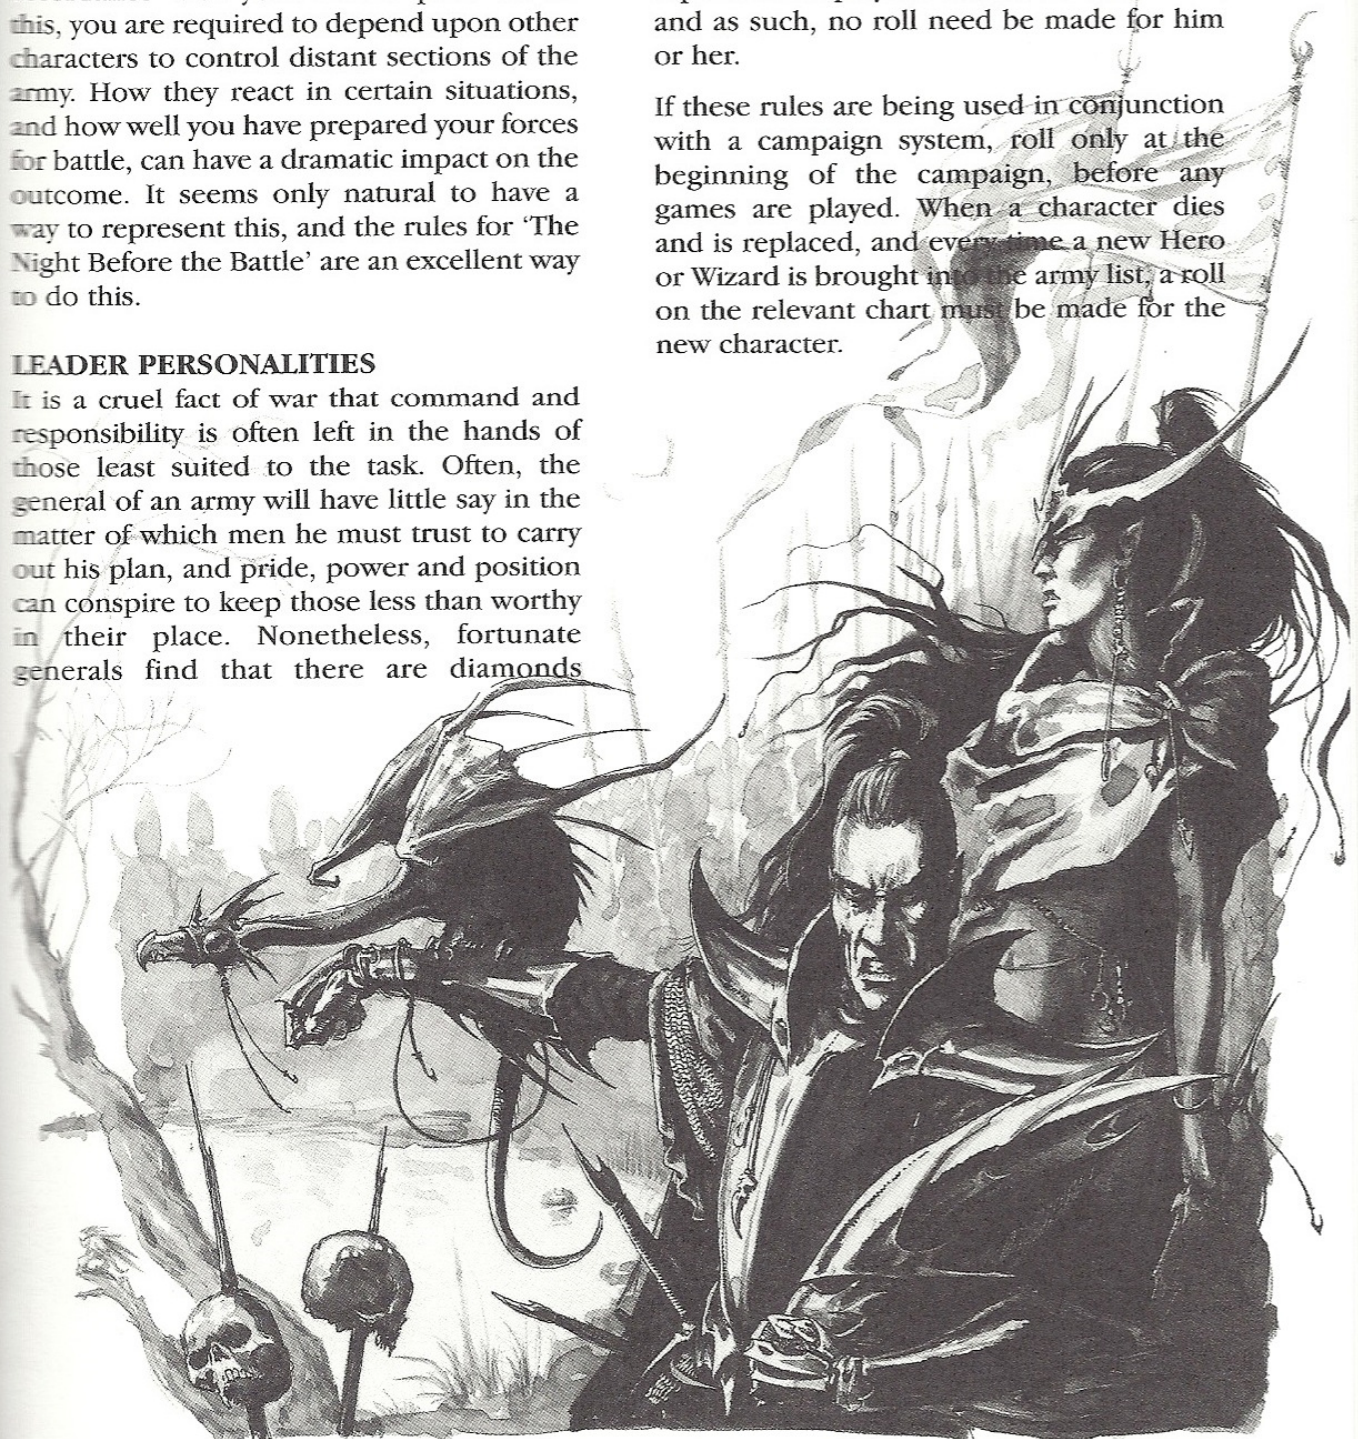 this, you are required to depend upon other
characters to control distant sections of the
army. How they react in certain situations,
and how well you have prepared your forces
for battle, can have a dramatic impact on the
outcome. It seems only natural to have a
way to represent this, and the rules for ‘The
Night Before the Battle’ are an excellent way
to do this.
LEADER PERSONALITIES
It is a cruel fact of war that command and
responsibility is often left in the hands of
those least suited to the task. Often, the
general of an army will have little say in the
matter of which men he must trust to carry
out his plan, and pride, power and position
can conspire to keep those less than worthy
in their place. Nonetheless, fortunate
generals find that there are diamonds
and as such, no roll need be made for him
or her.
If these rules are being used in conjunction
with a campaign system, roll only at the
beginning of the campaign, before any
games are played. When a character dies
and is replaced, and every time a new Hero
or Wizard is brought into the army list, a roll
on the relevant chart must be made for the
new character.